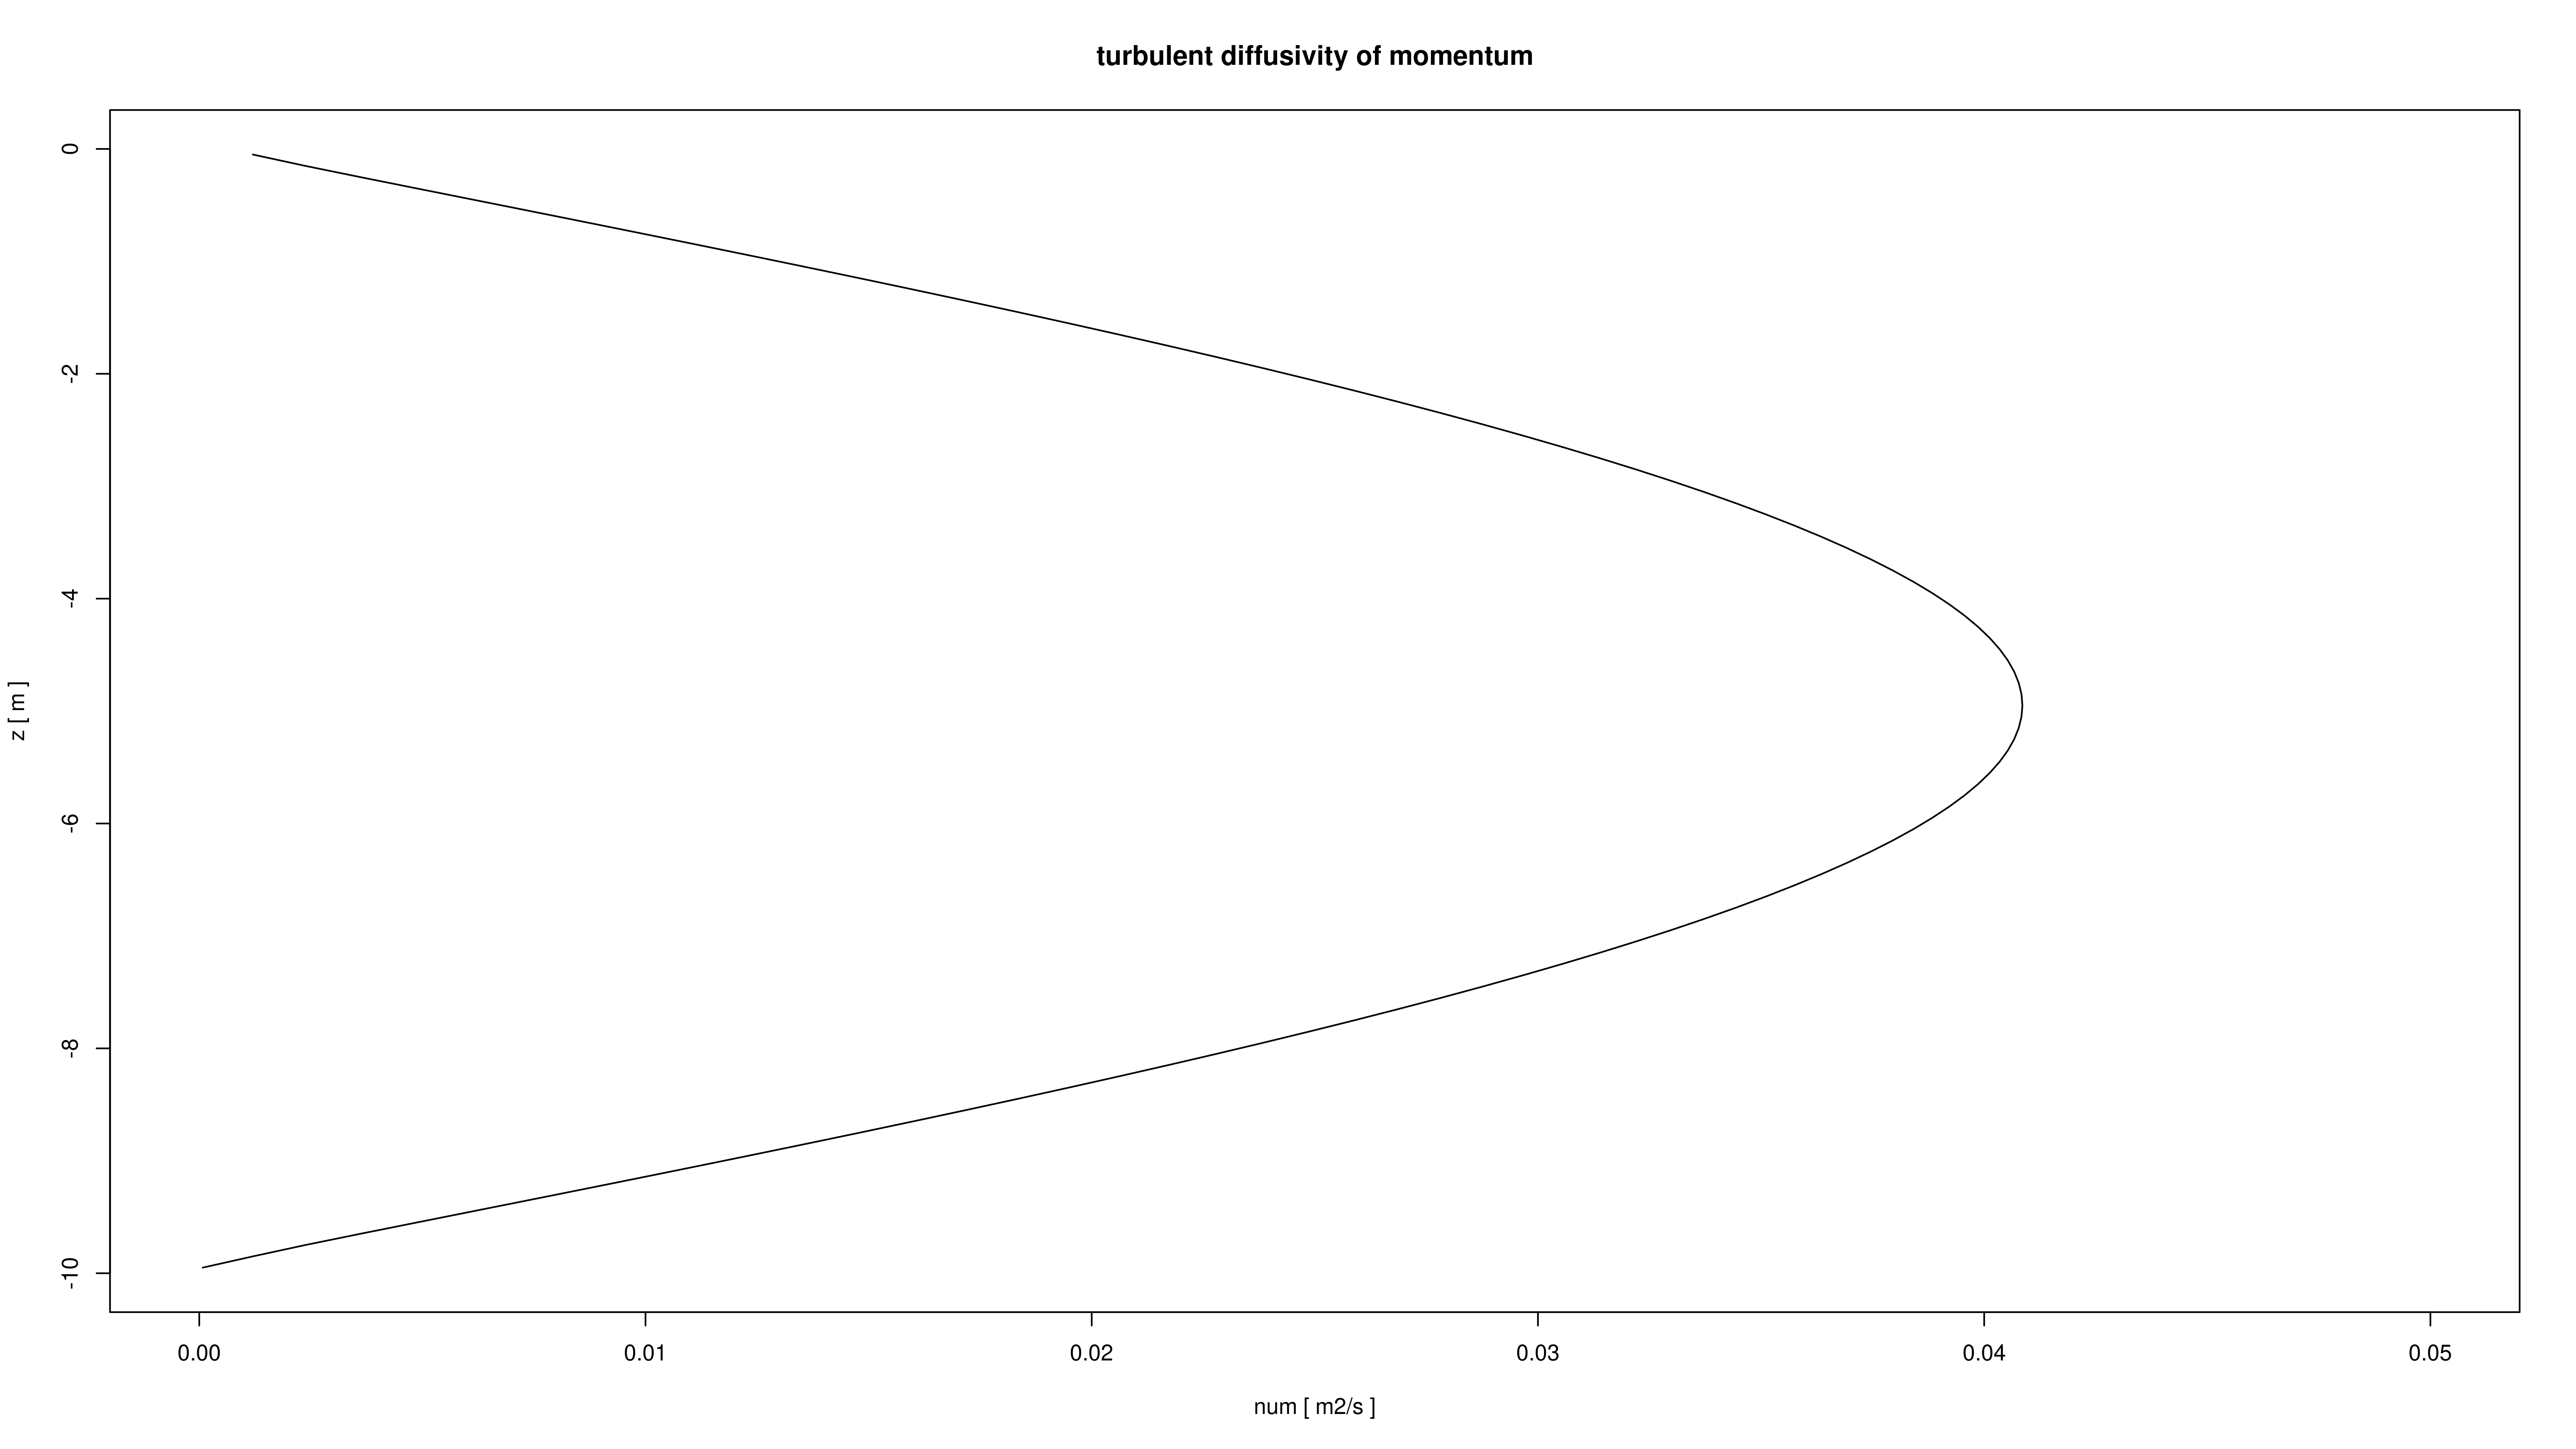 turbulent diffusivity of momentum
0
-2
-4
-6
-8
-10
z [ m ]
0.00 0.01 0.02 0.03 0.04 0.05
num [ m2/s ]